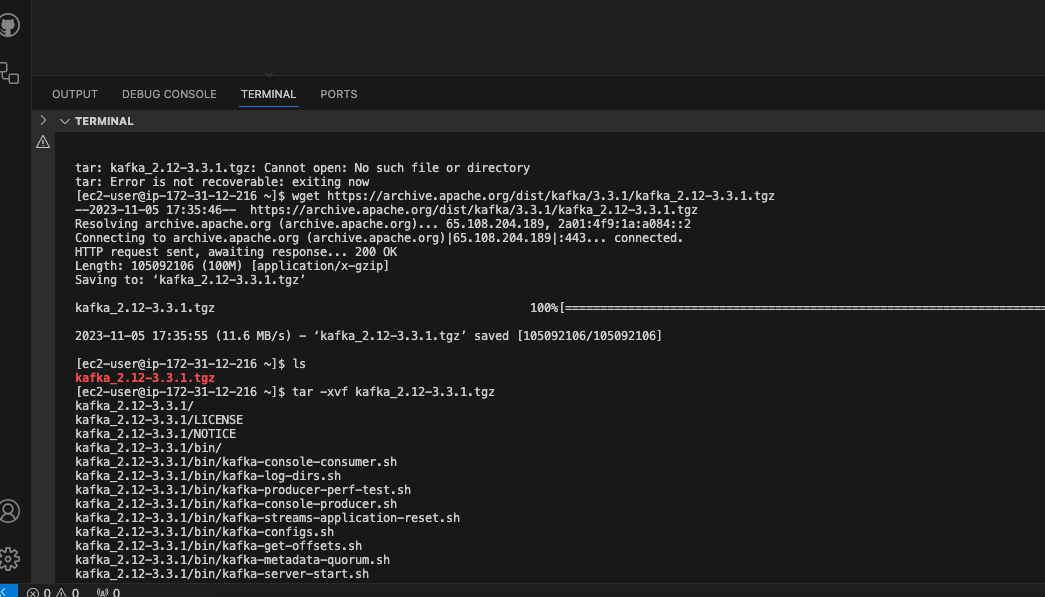 OUTPUT DEBUG CONSOLE TERMINAL PORTS
TERMINAL
tar: kafka_2.12-3.3.1.tgz: Cannot open: No such file or directory
tar: Error is not recoverable: exiting now
[ec2-user@ip-172-31-12-216 ~]$ wget https://archive.apache.org/dist/kafka/3.3.1/kafka_2.12-3.3.1.tgz
--2023-11-05 17:35:46-- https://archive.apache.org/dist/kafka/3.3.1/kafka_2.12-3.3.1.tgz
Resolving archive.apache.org (archive.apache.org)... 65.108.204.189, 2a01:4f9:1a:a084::2
Connecting to archive.apache.org (archive.apache.org)|65.108.204.189|:443... connected.
HTTP request sent, awaiting response... 200 OK
Length: 105092106 (100M) [application/x-gzip]
Saving to: ‘kafka_2.12-3.3.1.tgz’
kafka_2.12-3.3.1.tgz 100%[===================================================================
2023-11-05 17:35:55 (11.6 MB/s) - ‘kafka_2.12-3.3.1.tgz’ saved [105092106/105092106]
[ec2-user@ip-172-31-12-216 ~]$ ls
kafka_2.12-3.3.1.tgz
[ec2-user@ip-172-31-12-216 ~]$ tar -xvf kafka_2.12-3.3.1.tgz
kafka_2.12-3.3.1/
kafka_2.12-3.3.1/LICENSE
kafka_2.12-3.3.1/NOTICE
kafka_2.12-3.3.1/bin/
kafka_2.12-3.3.1/bin/kafka-console-consumer.sh
kafka_2.12-3.3.1/bin/kafka-log-dirs.sh
kafka_2.12-3.3.1/bin/kafka-producer-perf-test.sh
kafka_2.12-3.3.1/bin/kafka-console-producer.sh
kafka_2.12-3.3.1/bin/kafka-streams-application-reset.sh
kafka_2.12-3.3.1/bin/kafka-configs.sh
kafka_2.12-3.3.1/bin/kafka-get-offsets.sh
kafka_2.12-3.3.1/bin/kafka-metadata-quorum.sh
kafka_2.12-3.3.1/bin/kafka-server-start.sh
0 0 0